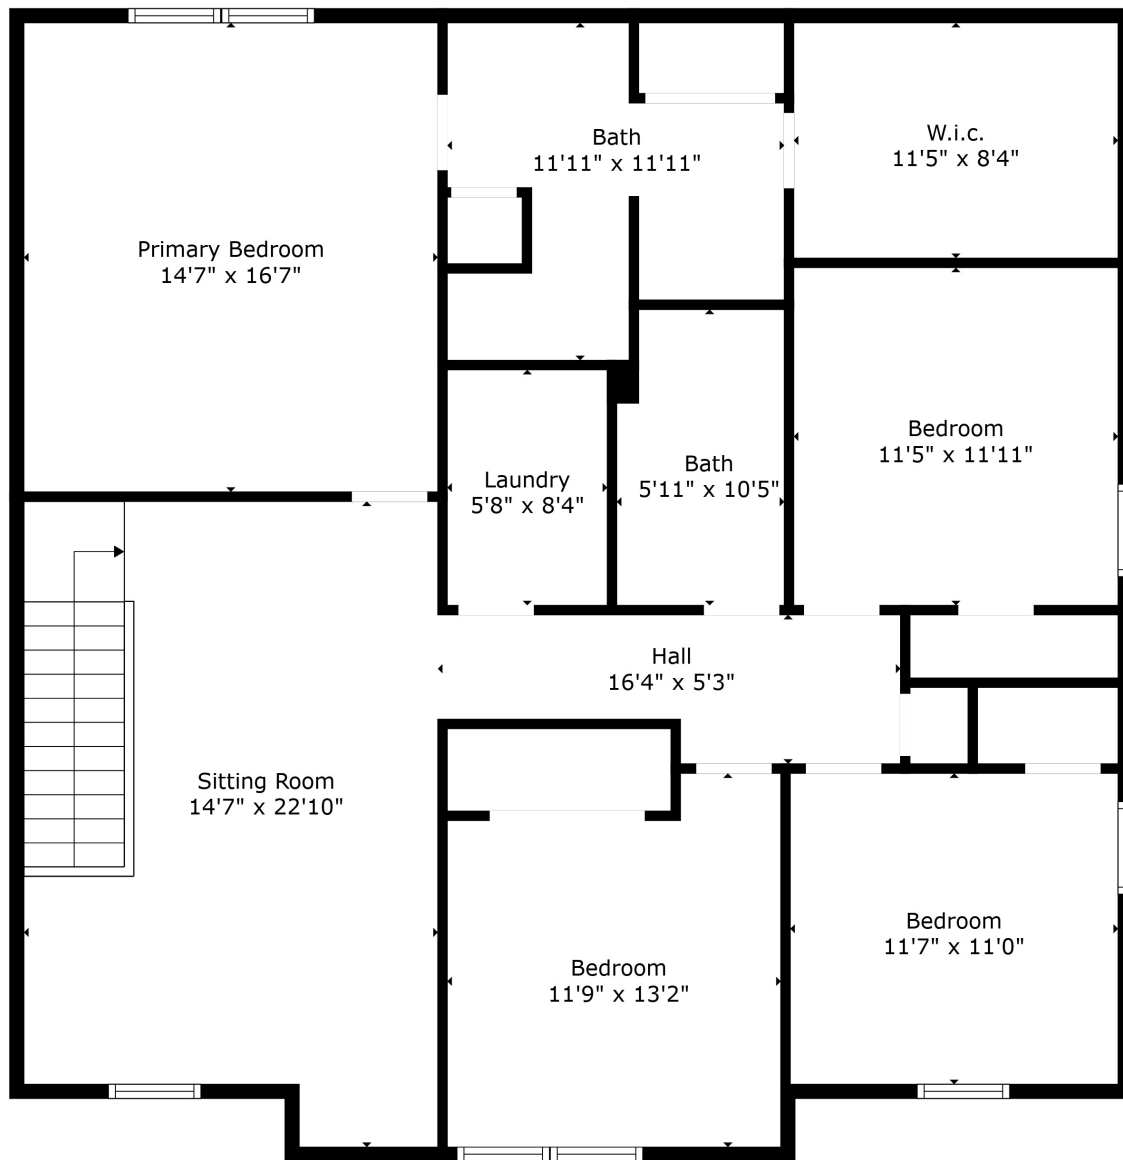 Bath
11'11" x 11'11"
W.i.c.
11'5" x 8'4"
Primary Bedroom
14'7" x 16'7"
Bedroom
11'5" x 11'11"
Laundry
5'8" x 8'4"
Bath
5'11" x 10'5"
Hall
16'4" x 5'3"
Sitting Room
14'7" x 22'10"
Bedroom
11'9" x 13'2"
Bedroom
11'7" x 11'0"